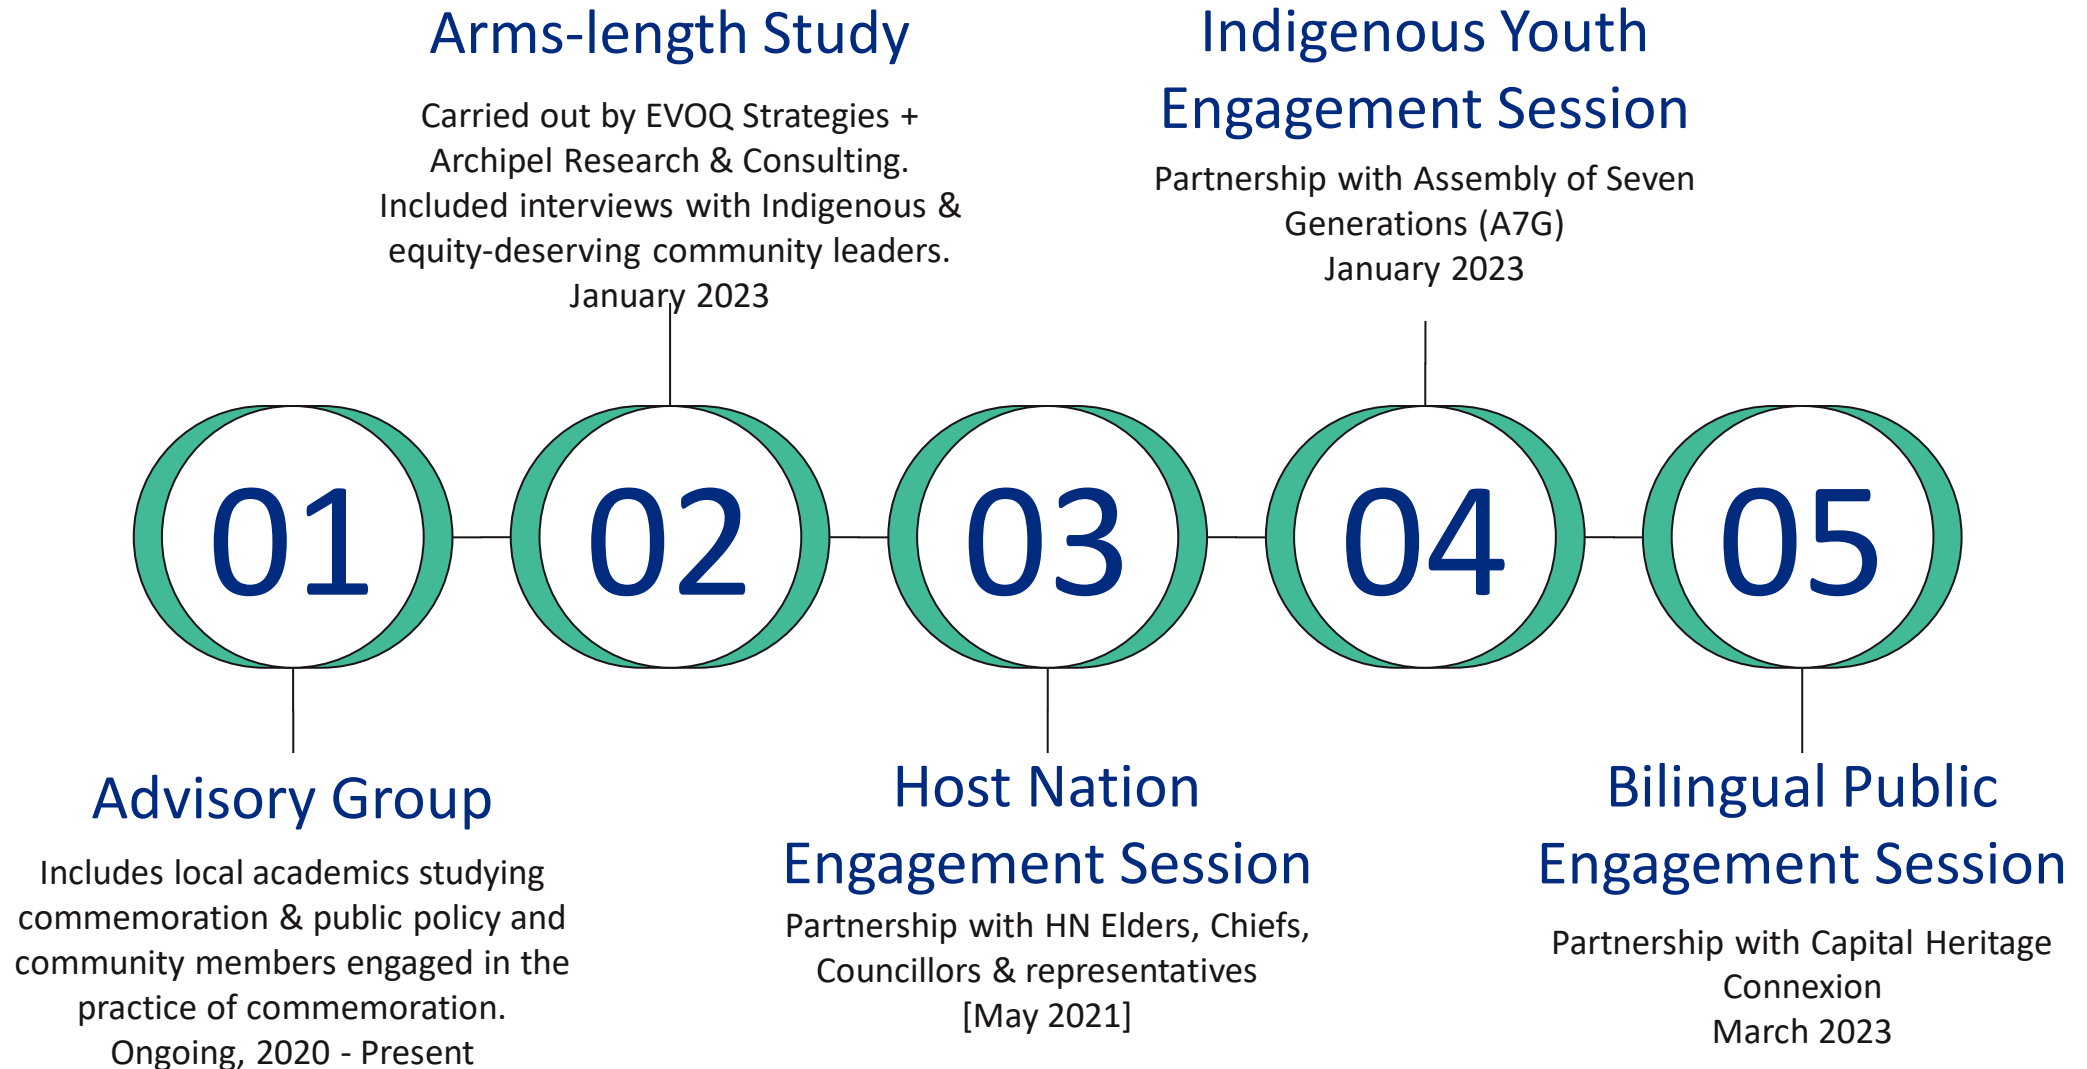 Arms-length Study
Carried out by EVOQ Strategies +
Archipel Research & Consulting.
Included interviews with Indigenous &
equity-deserving community leaders.
January 2023
Indigenous Youth
Engagement Session
Partnership with Assembly of Seven
Generations (A7G)
January 2023
01
02
03
04
05
Advisory Group
Includes local academics studying
commemoration & public policy and
community members engaged in the
practice of commemoration.
Ongoing, 2020 - Present
Host Nation
Engagement Session
Partnership with HN Elders, Chiefs,
Councillors & representatives
[May 2021]
Bilingual Public
Engagement Session
Partnership with Capital Heritage
Connexion
March 2023